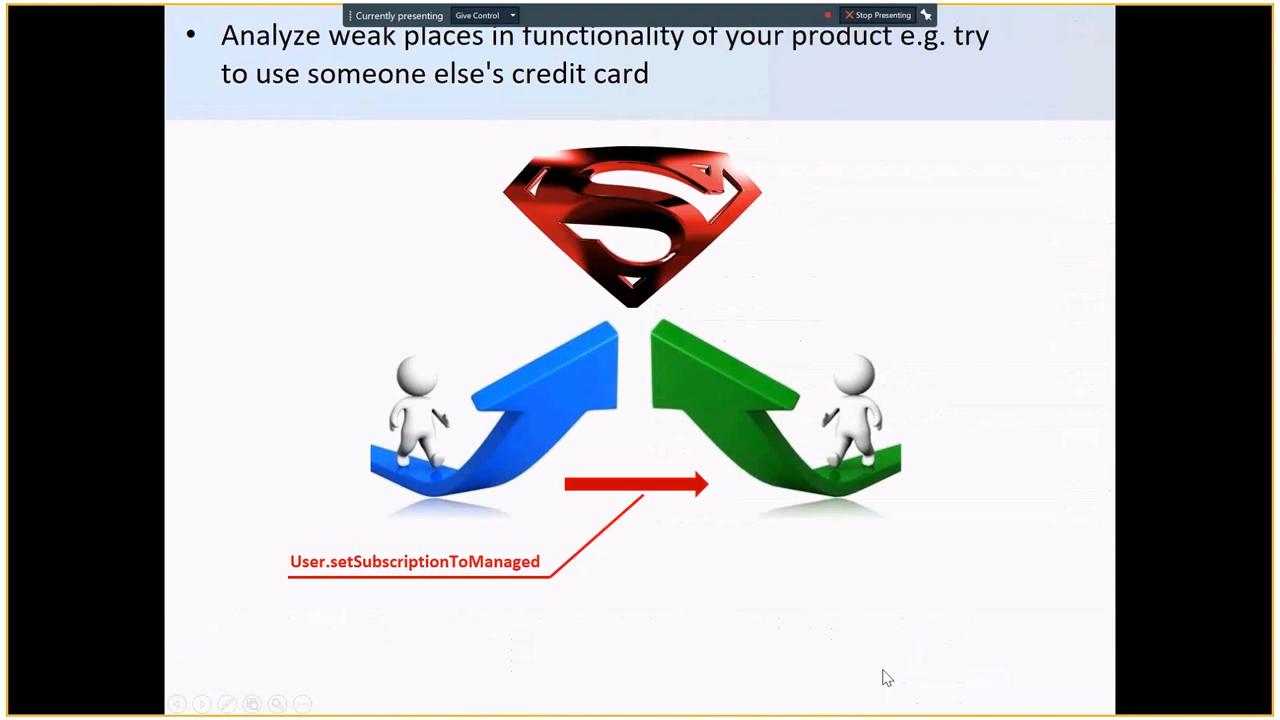 Currently presenting
Give Control
Stop Presenting
• Analyze weak places in functionality of your product e.g. try
to use someone else's credit card
S
User.setSubscriptionToManaged